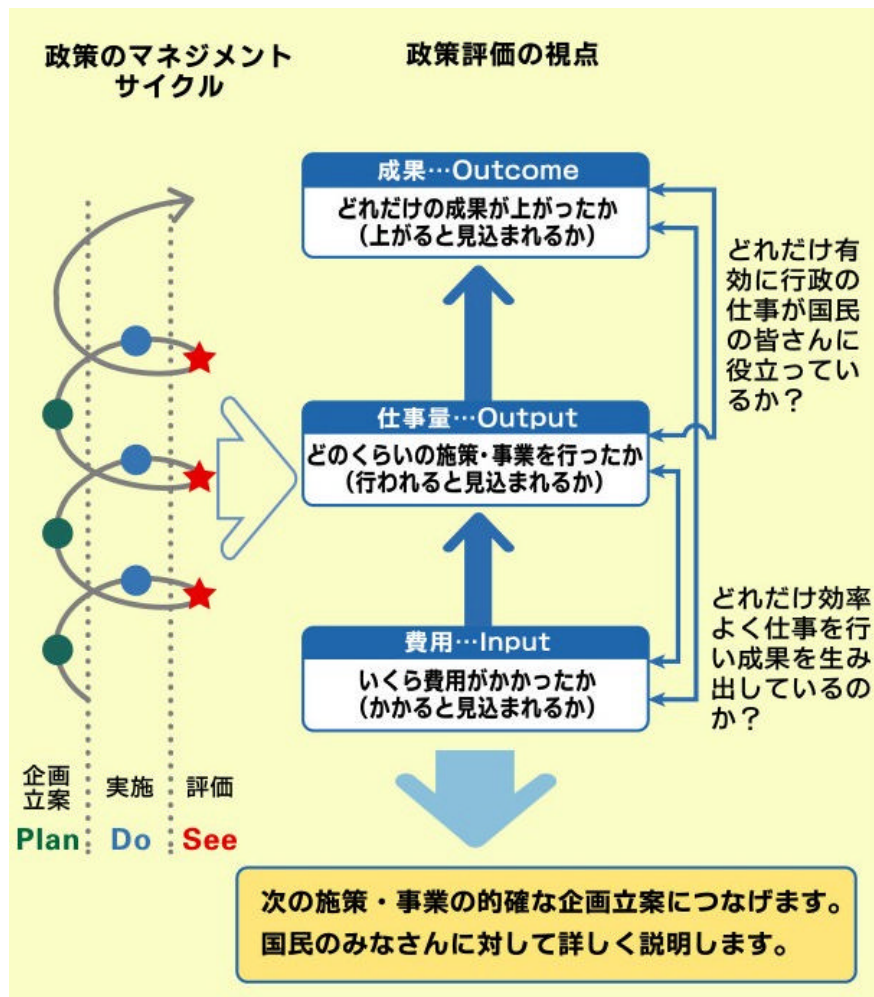 政策のマネジメント
サイクル
政策評価の視点
成果…Outcome
どれだけの成果が上がったか
（上がると見込まれるか）
どれだけ有
効に行政の
仕事が国民
の皆さんに
役立ってい
るか？
仕事量…Output
どのくらいの施策・事業を行ったか
（行われると見込まれるか）
どれだけ効率
よく仕事を行
い成果を生み
出しているの
か？
費用…Input
いくら費用がかかったか
（かかると見込まれるか）
企画
立案
実施
評価
Plan
Do
See
次の施策・事業の的確な企画立案につなげます。
国民のみなさんに対して詳しく説明します。